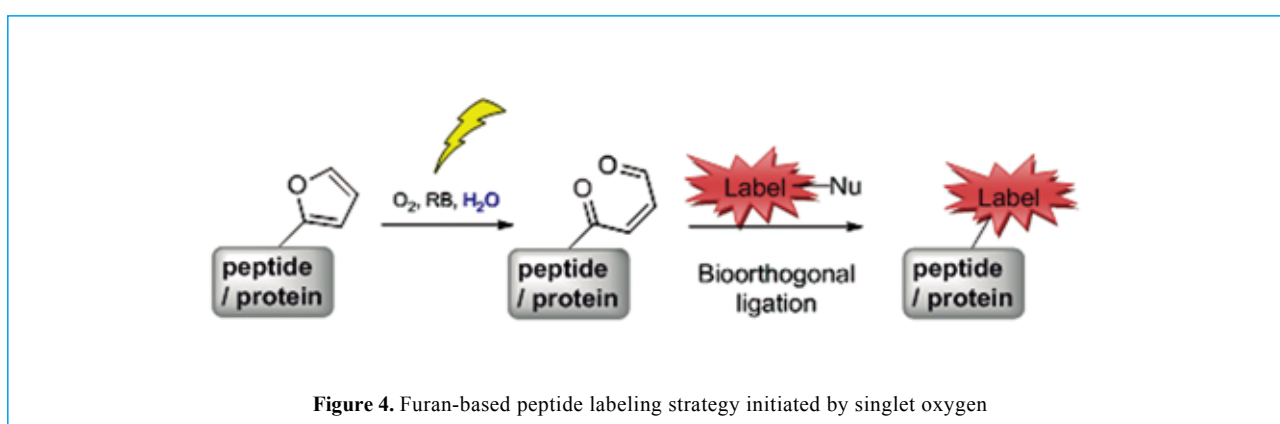 O
O₂, RB, H₂O
peptide
/ protein
O
O
peptide
/ protein
Label Nu
Bioorthogonal
ligation
Label
peptide
/ protein
Figure 4. Furan-based peptide labeling strategy initiated by singlet oxygen